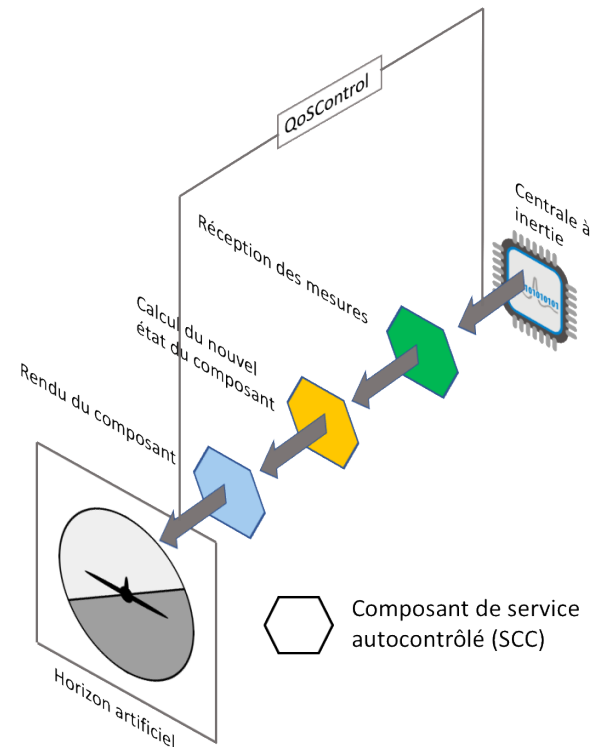 QoSControl
Centrale à
inertie
101010101
Réception des mesures
Calcul du nouvel
état du composant
Rendu du composant
Horizon artificiel
Composant de service
autocontrôlé (SCC)